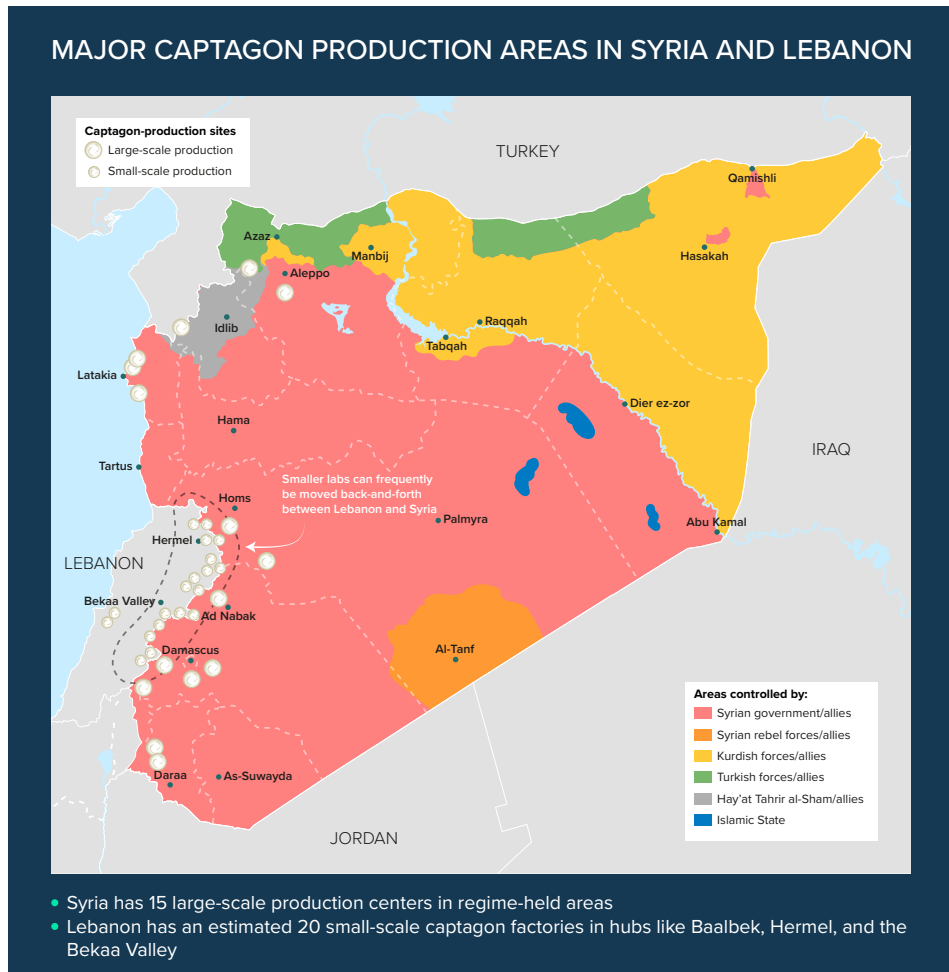 MAJOR CAPTAGON PRODUCTION AREAS IN SYRIA AND LEBANON
Captagon-production sites
Large-scale production
Small-scale production
TURKEY
Qamishli
Azaz
Manbij
Hasakah
Aleppo
Idlib
Raqqah
Tabqah
Latakia
Dier ez-zor
Hama
IRAQ
Tartus
Smaller labs can frequently
be moved back-and-forth
between Lebanon and Syria
Homs
Palmyra
Abu Kamal
Hermel
LEBANON
Bekaa Valley
Ad Nabak
Damascus
Al-Tanf
Areas controlled by:
Syrian government/allies
Syrian rebel forces/allies
Kurdish forces/allies
Turkish forces/allies
Hay'at Tahrir al-Sham/allies
Islamic State
Daraa
As-Suwayda
JORDAN
• Syria has 15 large-scale production centers in regime-held areas
• Lebanon has an estimated 20 small-scale captagon factories in hubs like Baalbek, Hermel, and the
Bekaa Valley